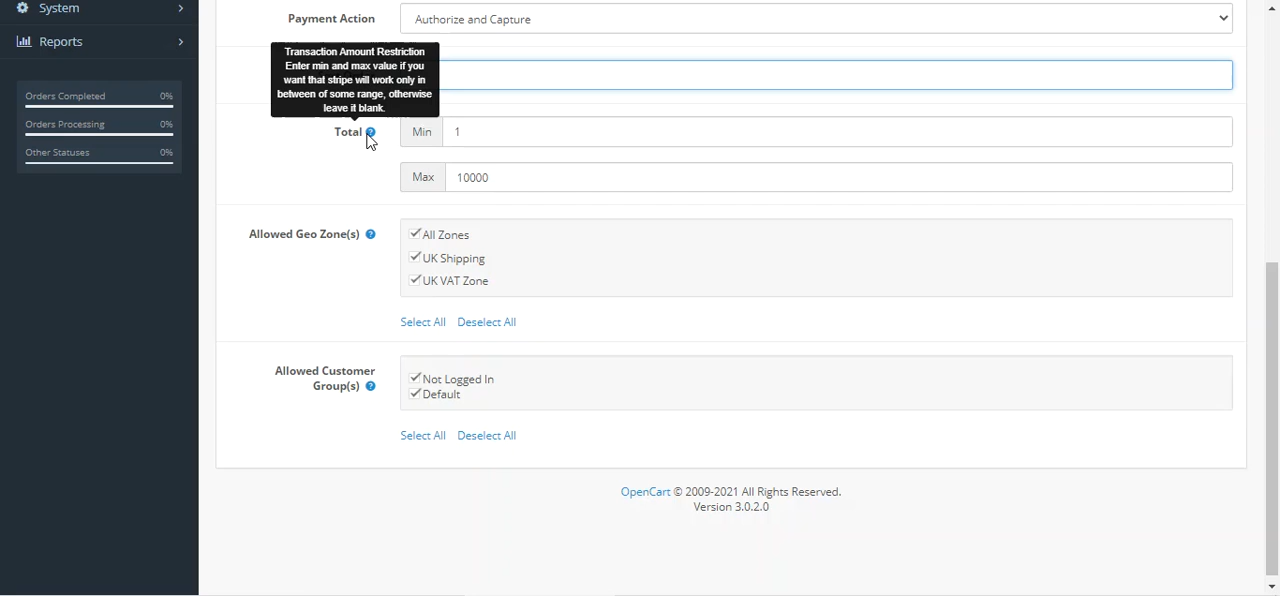 System
Reports
Orders Completed 0%
Orders Processing 0%
Other Statuses 0%
Payment Action
Authorize and Capture
Transaction Amount Restriction
Enter min and max value if you
want that stripe will work only in
between of some range, otherwise
leave it blank.
Total ?
Min 1
Max 10000
Allowed Geo Zone(s) ?
All Zones
UK Shipping
UK VAT Zone
Select All Deselect All
Allowed Customer
Group(s) ?
Not Logged In
Default
Select All Deselect All
OpenCart © 2009-2021 All Rights Reserved.
Version 3.0.2.0